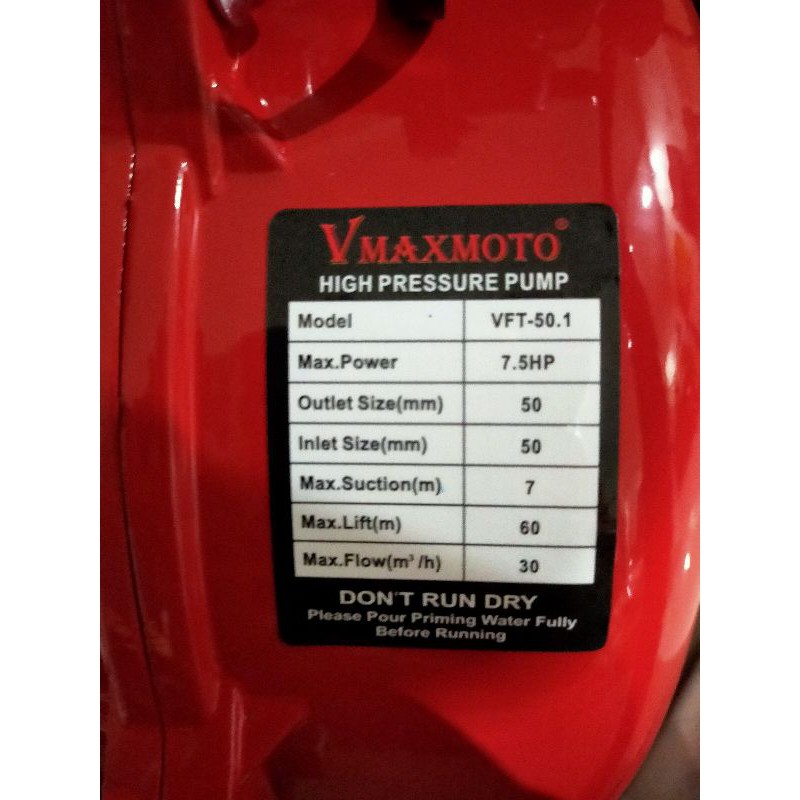 VMAXMOTO®
HIGH PRESSURE PUMP
Model VFT-50.1
Max.Power 7.5HP
Outlet Size(mm) 50
Inlet Size(mm) 50
Max.Suction(m) 7
Max.Lift(m) 60
Max.Flow(m³/h) 30
DON'T RUN DRY
Please Pour Priming Water Fully
Before Running